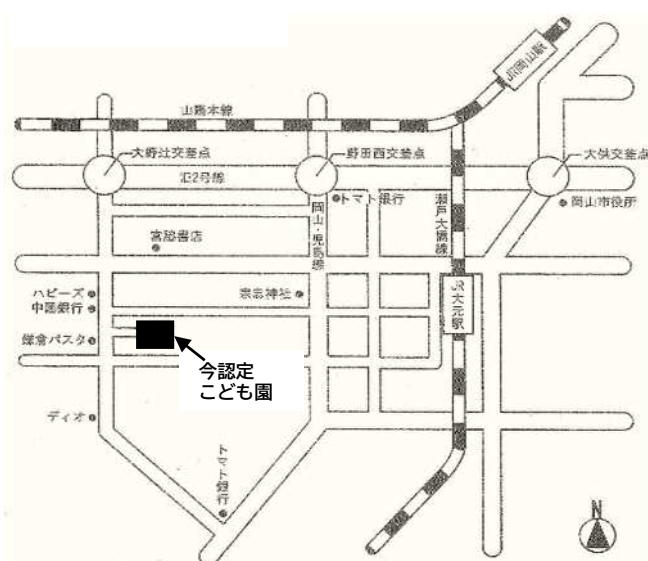 JR岡山駅
山陽本線
大野辻交差点
野田西交差点
大供交差点
旧2号線
トマト銀行
岡山市役所
岡山・児島線
瀬戸大橋線
宮脇書店
ハピーズ
宗忠神社
中国銀行
JR大元駅
鎌倉パスタ
今認定
こども園
ディオ
トマト銀行
N